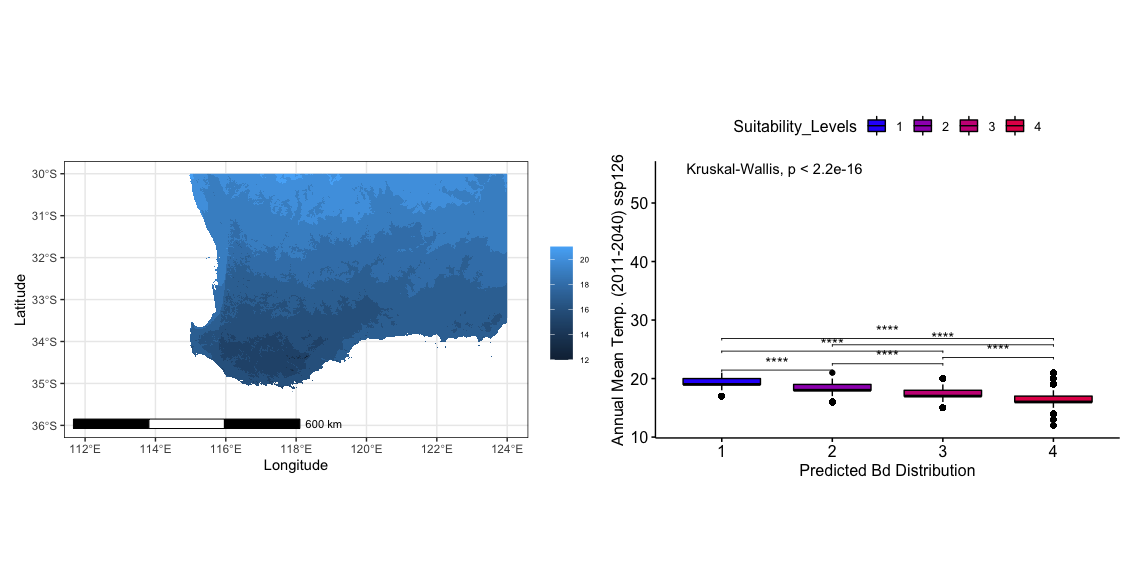 30°S
31°S
32°S
33°S
34°S
35°S
36°S
Latitude
600 km
112°E 114°E 116°E 118°E 120°E 122°E 124°E
Longitude
20
18
16
14
12
Suitability_Levels 1 2 3 4
Kruskal-Wallis, p < 2.2e-16
Annual Mean Temp. (2011-2040) ssp126
50
40
30
20
10
****
****
****
****
****
****
1 2 3 4
Predicted Bd Distribution